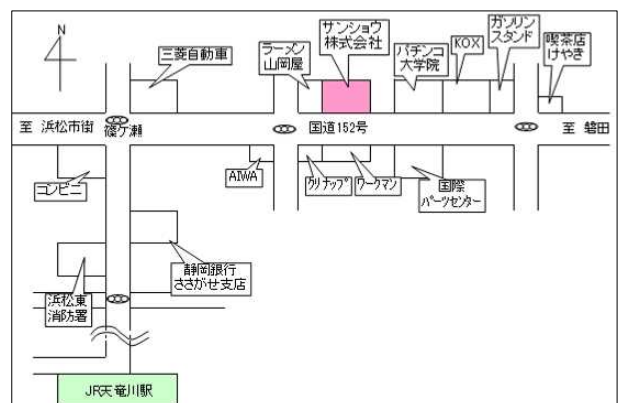 N
三菱自動車
ラーメン
山岡屋
サンショウ
株式会社
パチンコ
大学院
KOX
ガソリン
スタンド
喫茶店
けやき
至 浜松市街
篠ケ瀬
国道152号
至 磐田
コンビニ
AIWA
クリナップ
ワークマン
国際
パーツセンター
静岡銀行
ささがせ支店
浜松東
消防署
JR天竜川駅